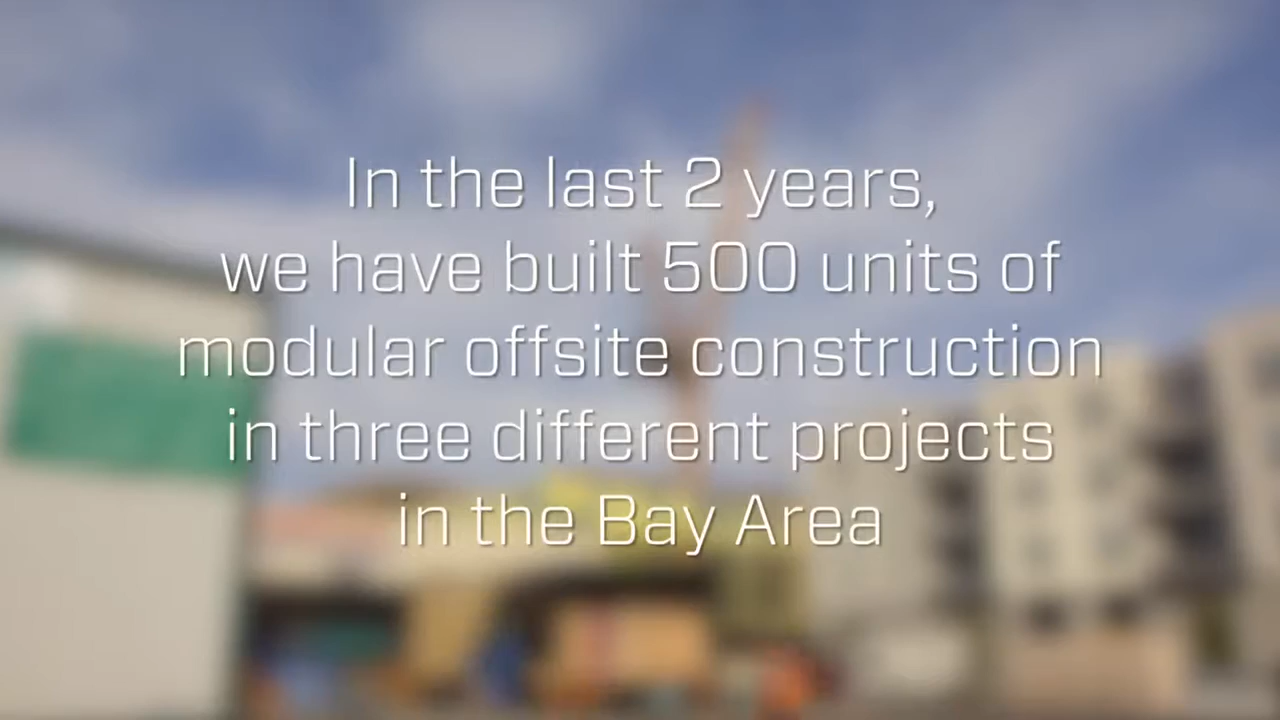 In the last 2 years,
we have built 500 units of
modular offsite construction
in three different projects
in the Bay Area